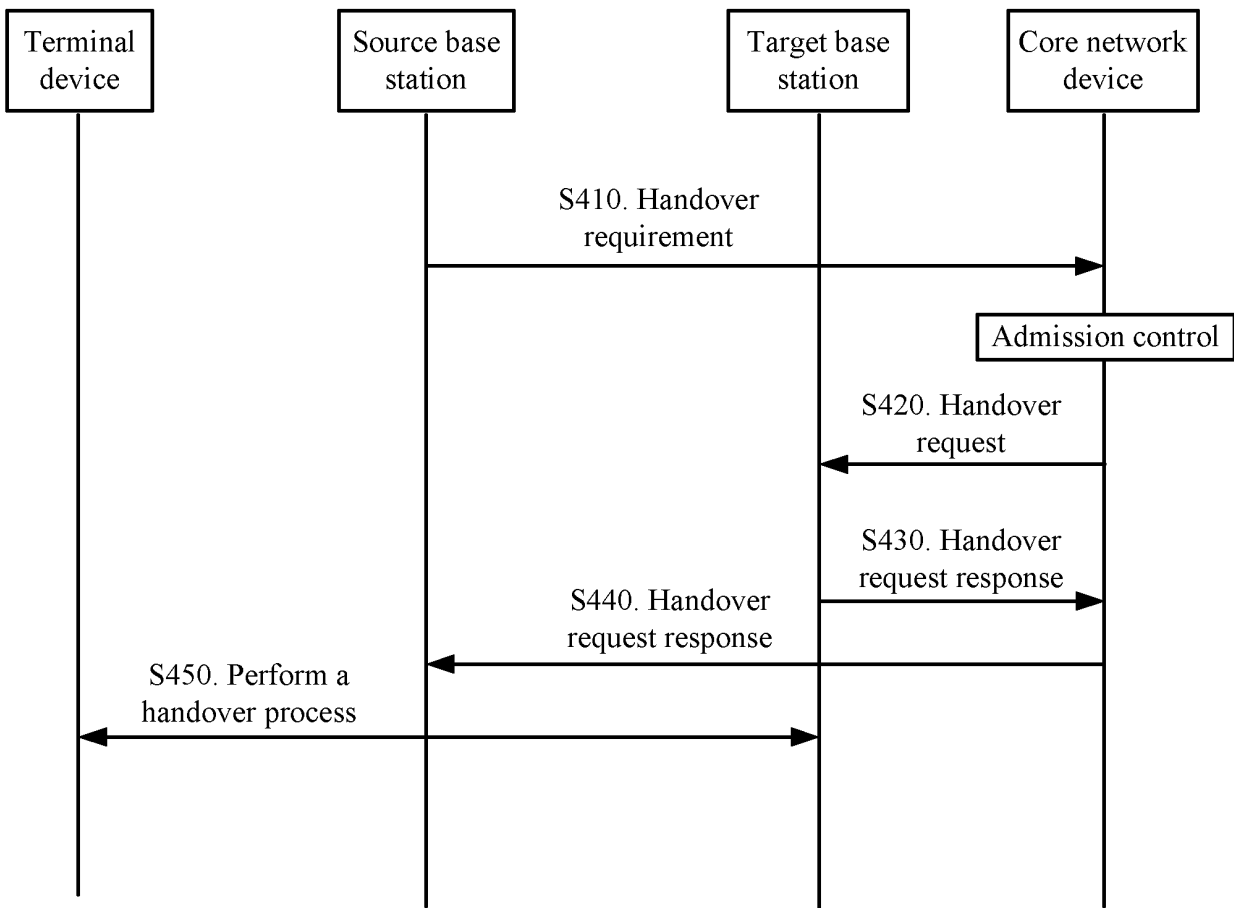 Terminal
device
Source base
station
Target base
station
Core network
device
S410. Handover
requirement
Admission control
S420. Handover
request
S430. Handover
request response
S440. Handover
request response
S450. Perform a
handover process